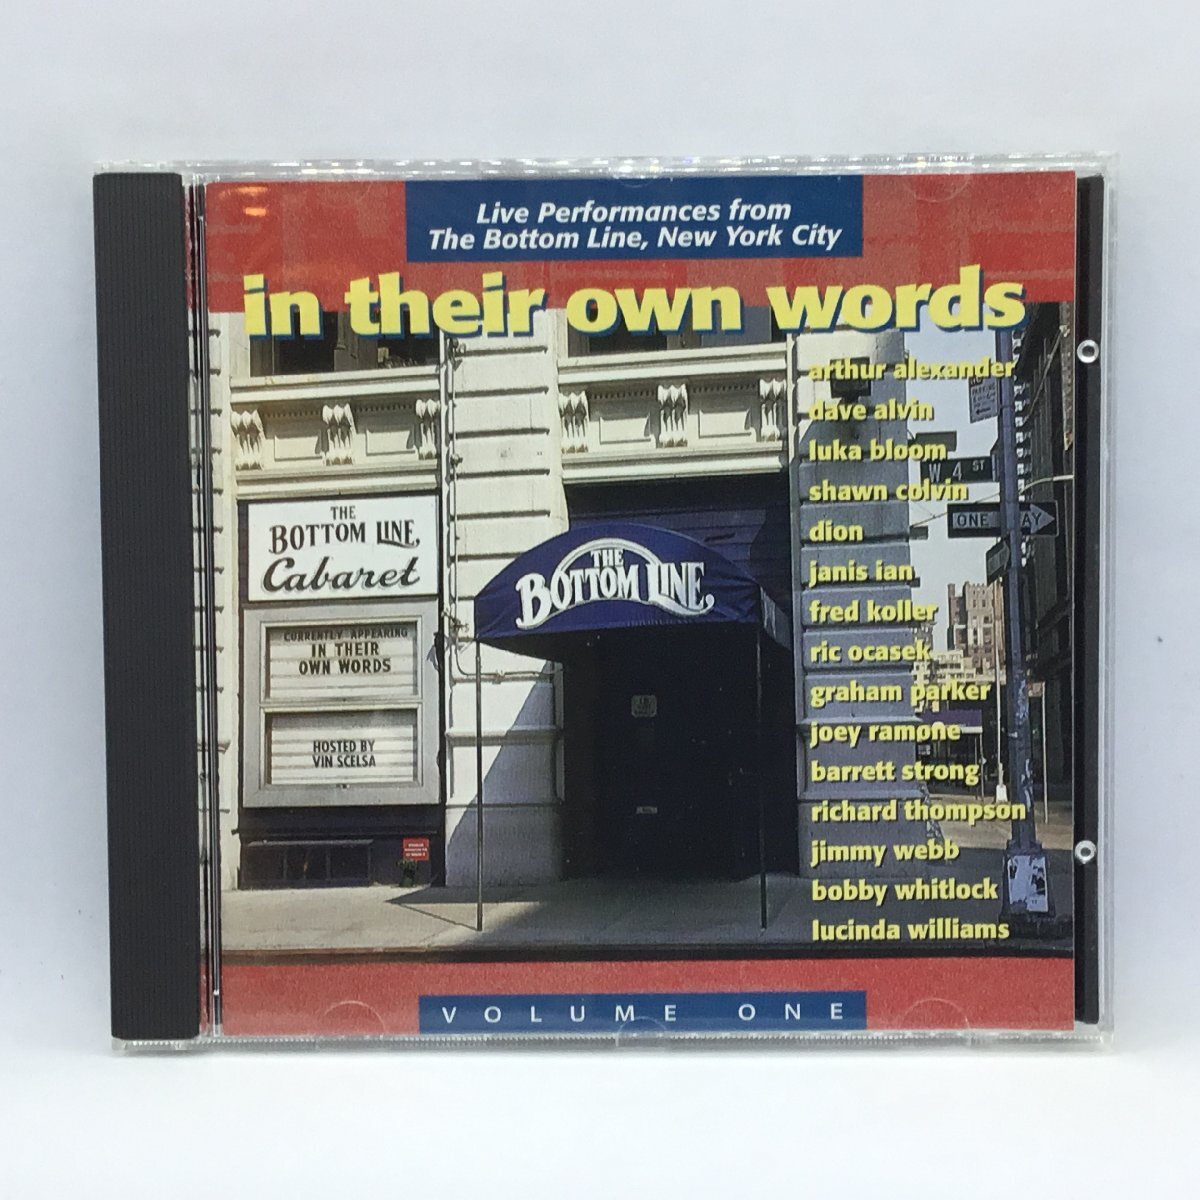 Live Performances from
The Bottom Line, New York City
in their own words
arthur alexander
dave alvin
luka bloom
shawn colvin
dion
janis ian
fred koller
ric ocasek
graham parker
joey ramone
barrett strong
richard thompson
jimmy webb
bobby whitlock
lucinda williams
THE
BOTTOM LINE
Cabaret
CURRENTLY APPEARING
IN THEIR
OWN WORDS
HOSTED BY
VIN SCELSA
THE
BOTTOM LINE
W 4 ST
ONE WAY
VOLUME ONE